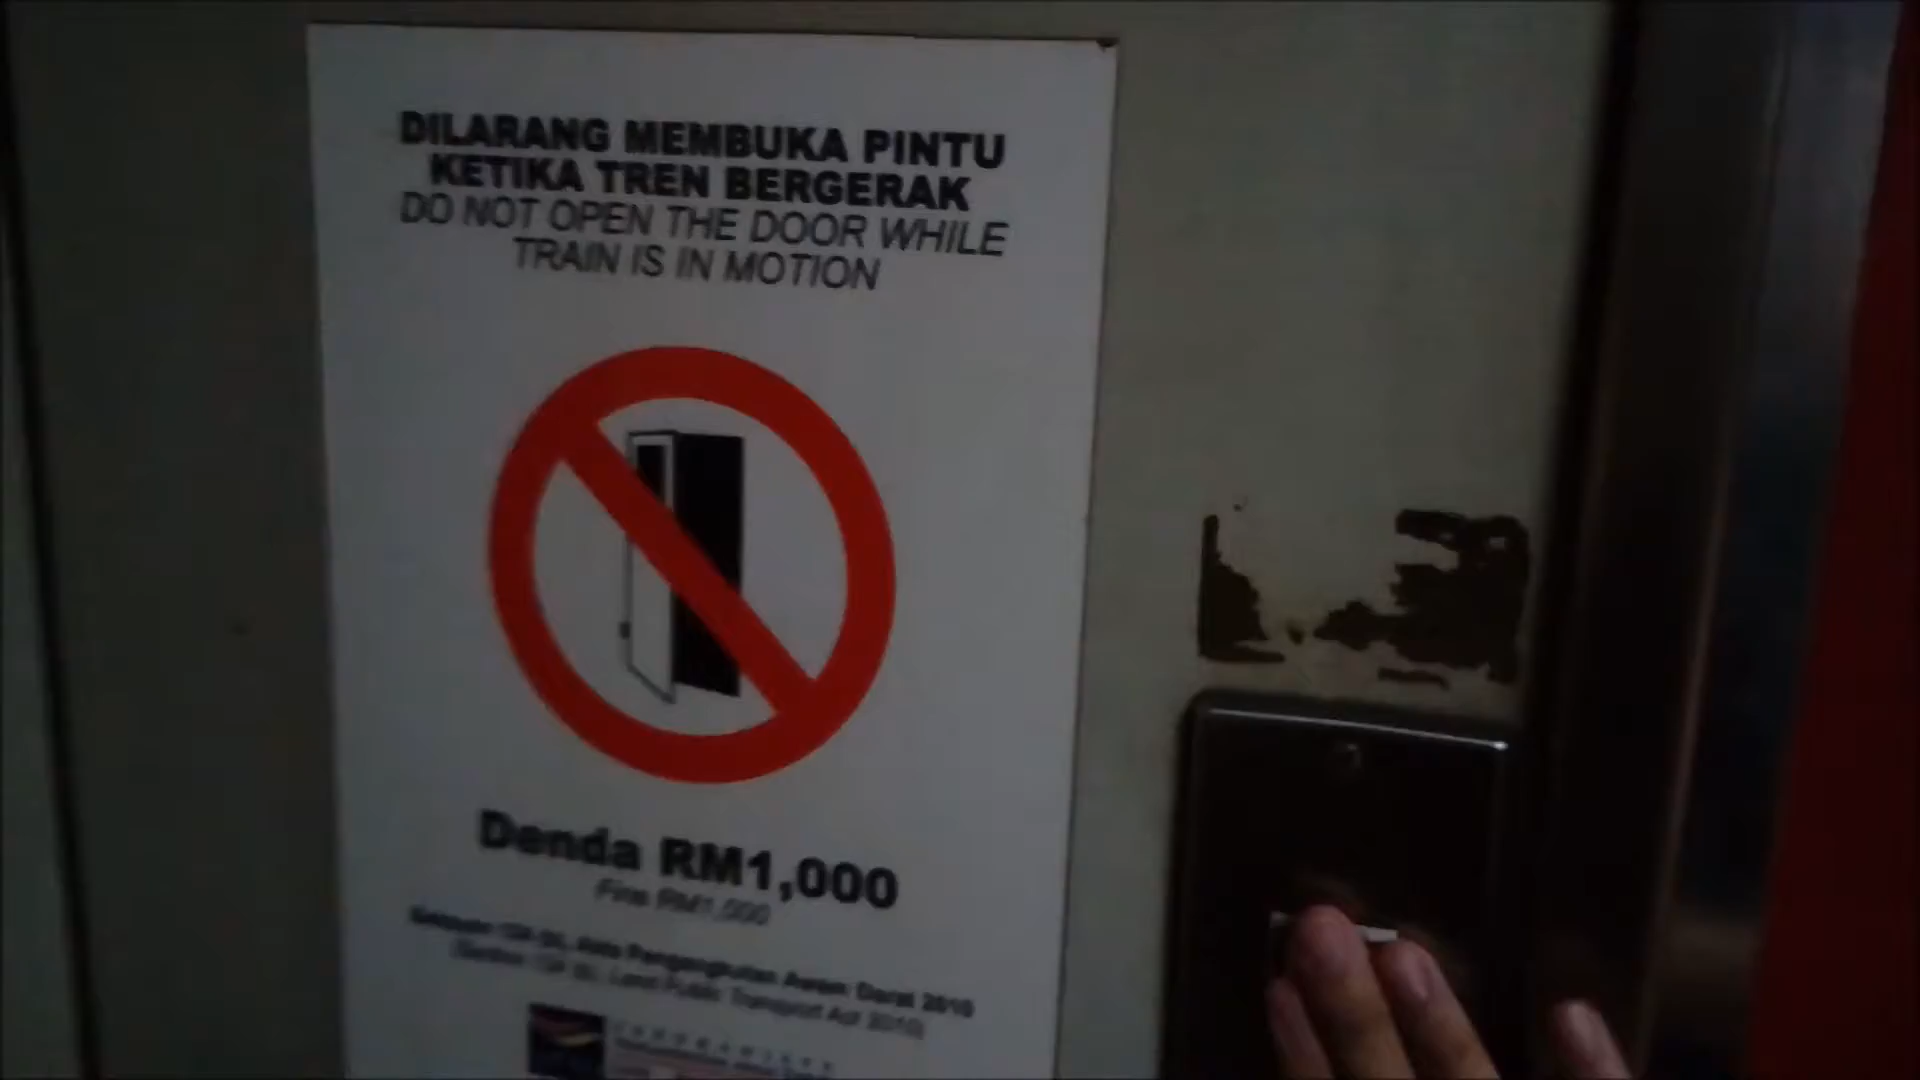 DILARANG MEMBUKA PINTU
KETIKA TREN BERGERAK
DO NOT OPEN THE DOOR WHILE
TRAIN IS IN MOTION
Denda RM1,000
Fine RM1,000
Pengangkutan Awam Darat 2010
Land Public Transport Act 2010)